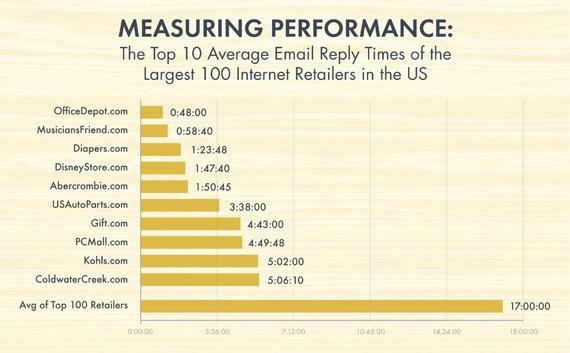 MEASURING PERFORMANCE:
The Top 10 Average Email Reply Times of the
Largest 100 Internet Retailers in the US
OfficeDepot.com 0:48:00
MusiciansFriend.com 0:58:40
Diapers.com 1:23:48
DisneyStore.com 1:47:40
Abercrombie.com 1:50:45
USAutoParts.com 3:38:00
Gift.com 4:43:00
PCMall.com 4:49:48
Kohls.com 5:02:00
ColdwaterCreek.com 5:06:10
Avg of Top 100 Retailers 17:00:00
0:00:00 3:36:00 7:12:00 10:48:00 14:24:00 18:00:00